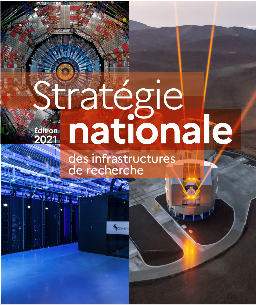 Stratégie
Édition
2021
nationale
des infrastructures
de recherche